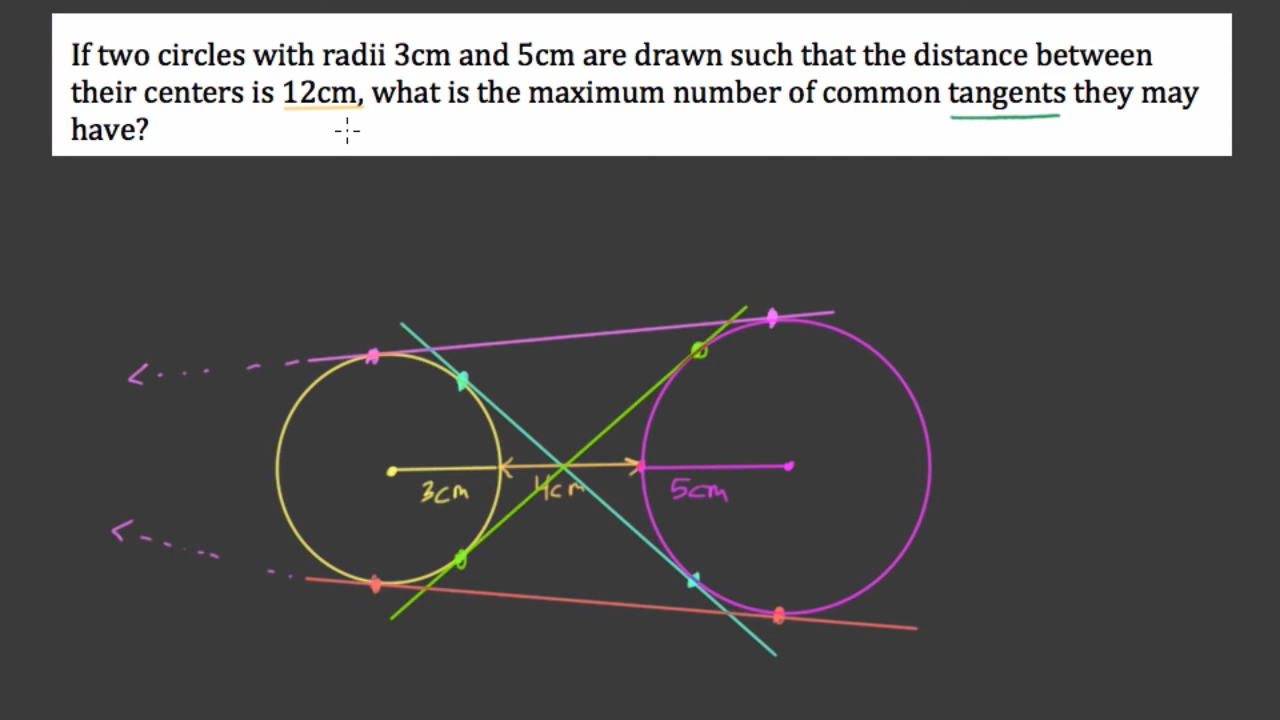 If two circles with radii 3cm and 5cm are drawn such that the distance between
their centers is 12cm, what is the maximum number of common tangents they may
have?
3cm
4cm
5cm